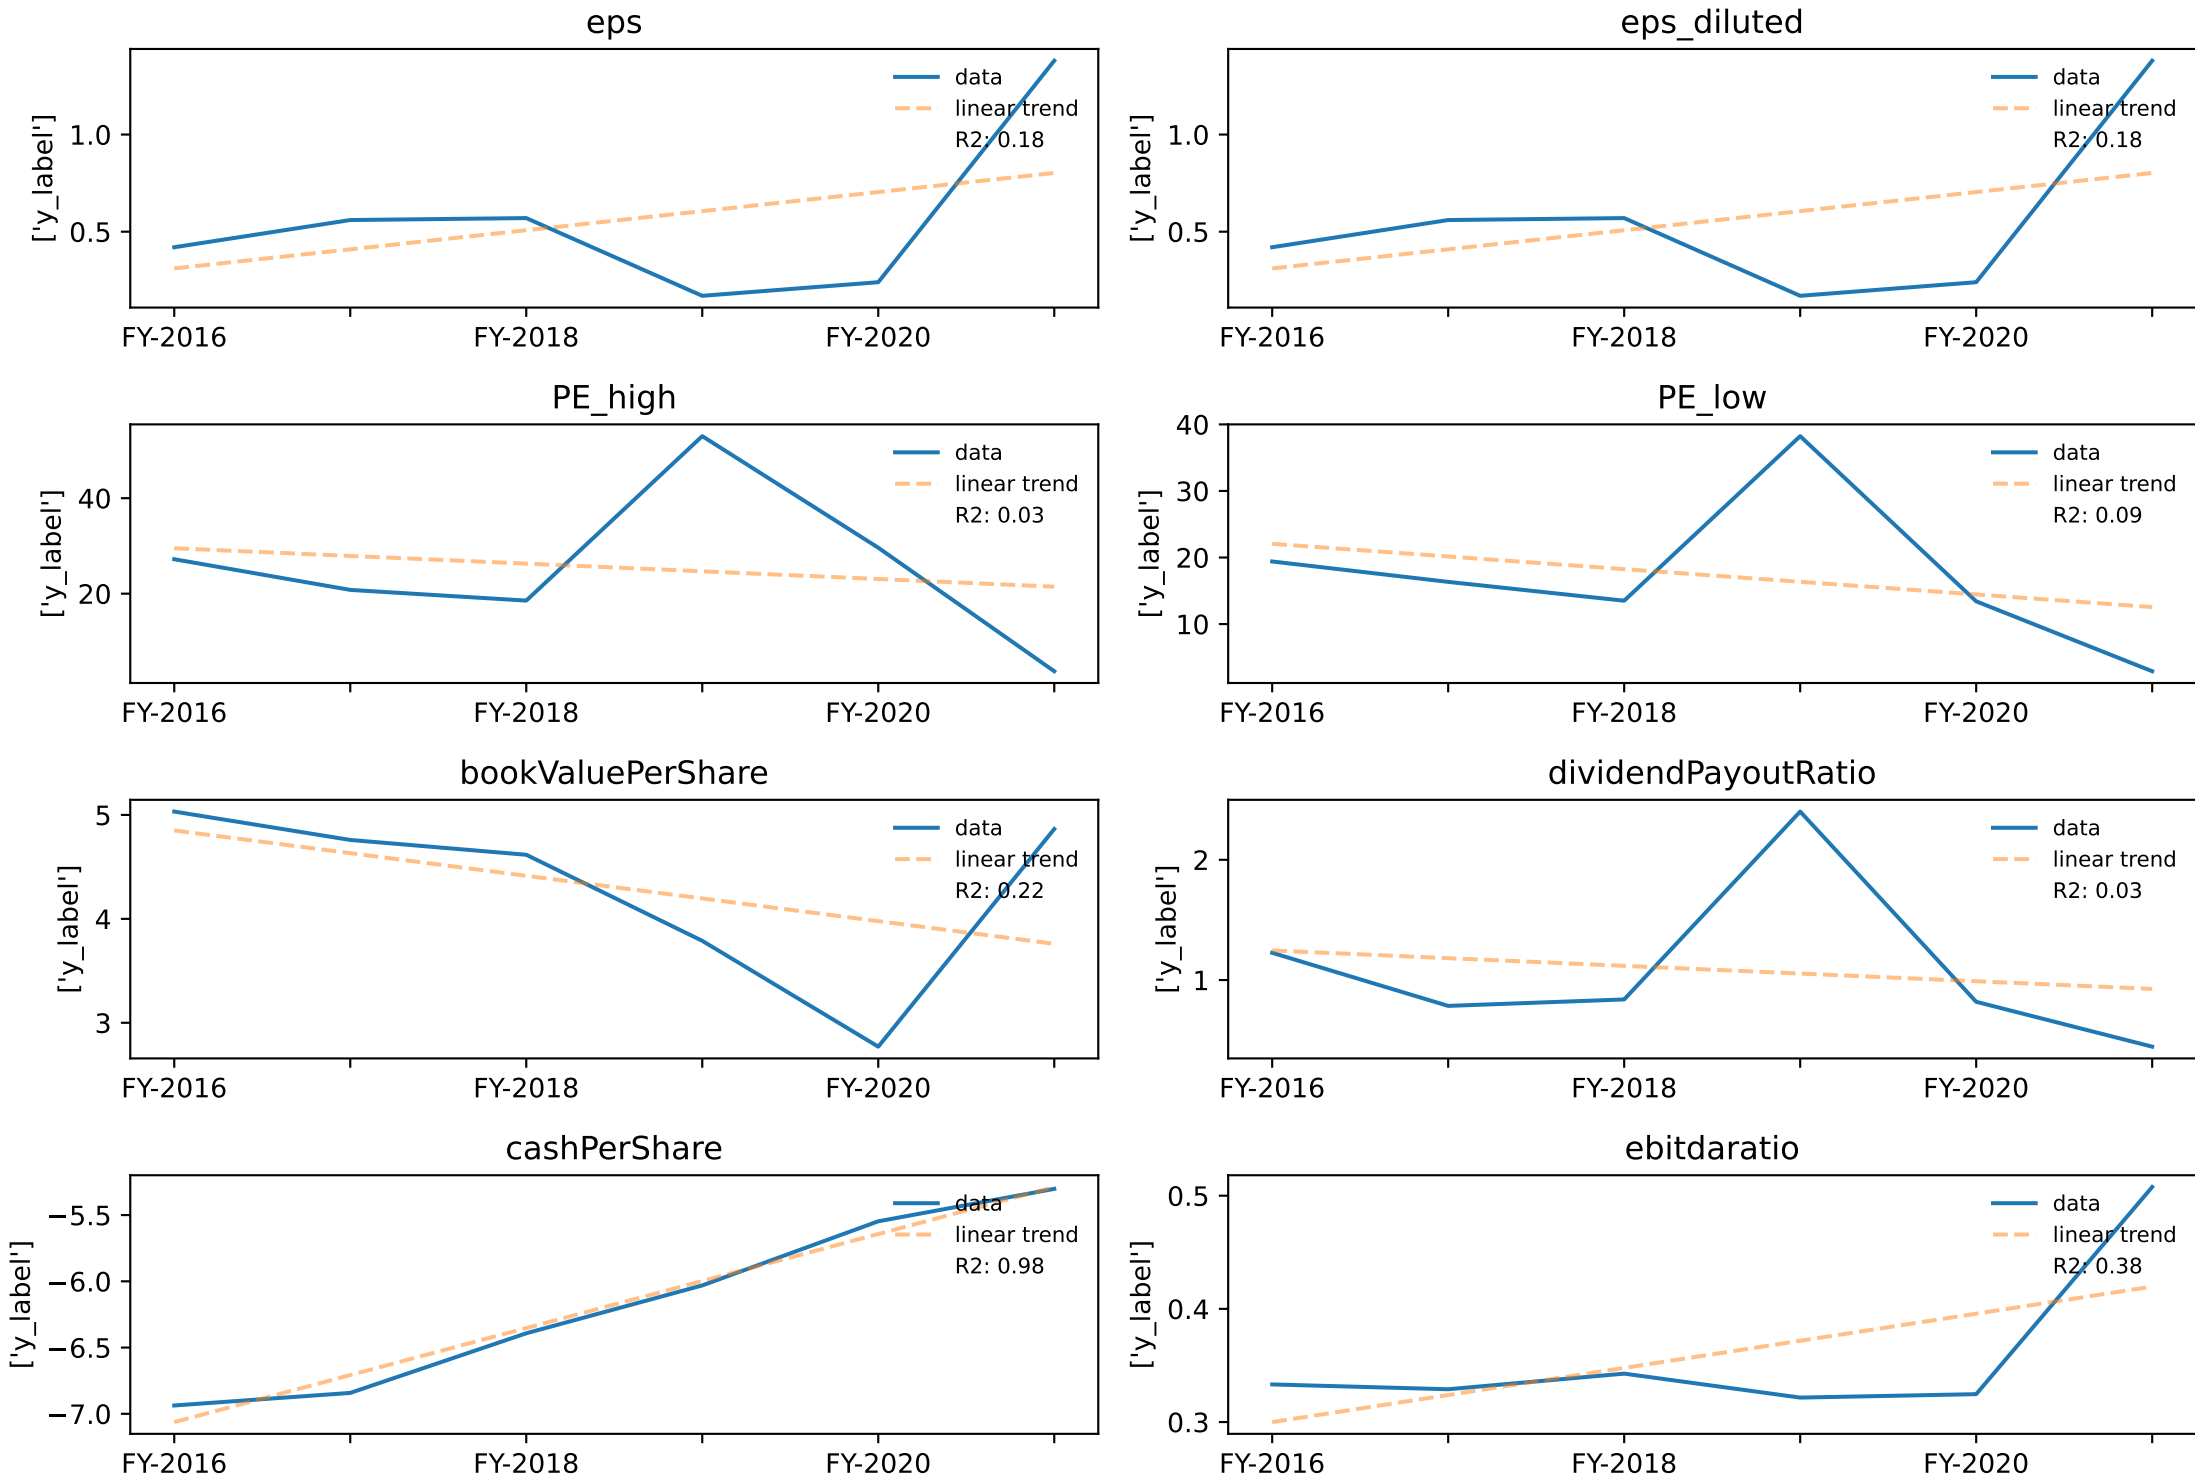 eps
['y_label']
1.0
0.5
data
linear trend
R2: 0.18
FY-2016
FY-2018
FY-2020
eps_diluted
['y_label']
1.0
0.5
data
linear trend
R2: 0.18
FY-2016
FY-2018
FY-2020
PE_high
['y_label']
40
20
data
linear trend
R2: 0.03
FY-2016
FY-2018
FY-2020
PE_low
['y_label']
40
30
20
10
data
linear trend
R2: 0.09
FY-2016
FY-2018
FY-2020
bookValuePerShare
['y_label']
5
4
3
data
linear trend
R2: 0.22
FY-2016
FY-2018
FY-2020
dividendPayoutRatio
['y_label']
2
1
data
linear trend
R2: 0.03
FY-2016
FY-2018
FY-2020
cashPerShare
['y_label']
−5.5
−6.0
−6.5
−7.0
data
linear trend
R2: 0.98
FY-2016
FY-2018
FY-2020
ebitdaratio
['y_label']
0.5
0.4
0.3
data
linear trend
R2: 0.38
FY-2016
FY-2018
FY-2020